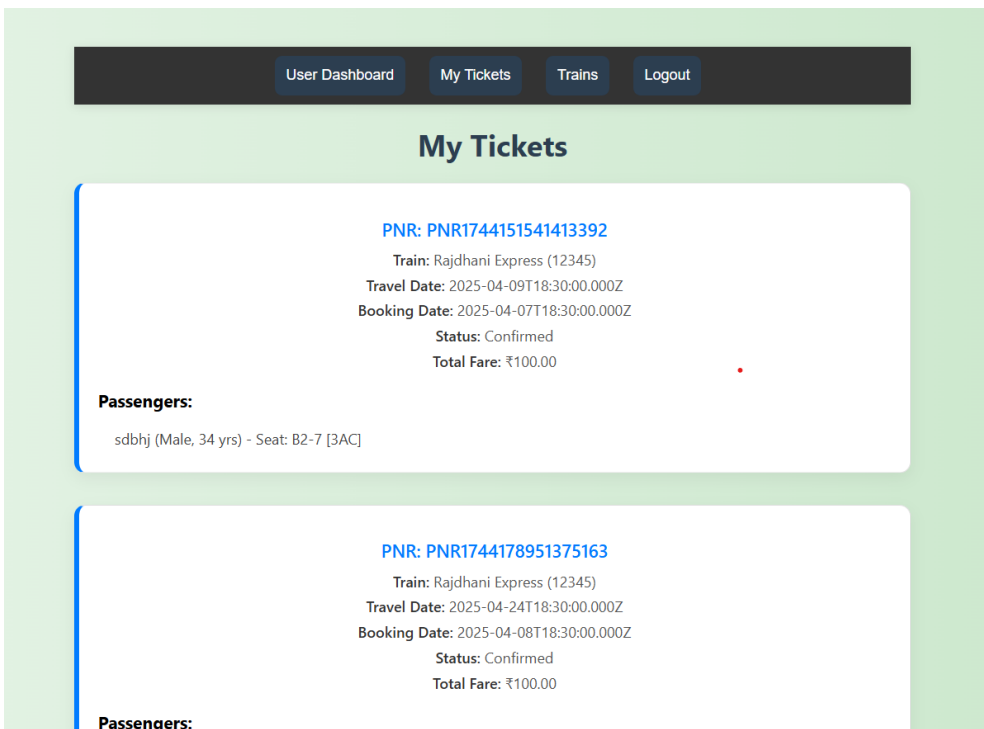 User Dashboard My Tickets Trains Logout
My Tickets
PNR: PNR1744151541413392
Train: Rajdhani Express (12345)
Travel Date: 2025-04-09T18:30:00.000Z
Booking Date: 2025-04-07T18:30:00.000Z
Status: Confirmed
Total Fare: ₹100.00
Passengers:
sdbhj (Male, 34 yrs) - Seat: B2-7 [3AC]
PNR: PNR1744178951375163
Train: Rajdhani Express (12345)
Travel Date: 2025-04-24T18:30:00.000Z
Booking Date: 2025-04-08T18:30:00.000Z
Status: Confirmed
Total Fare: ₹100.00
Passengers: